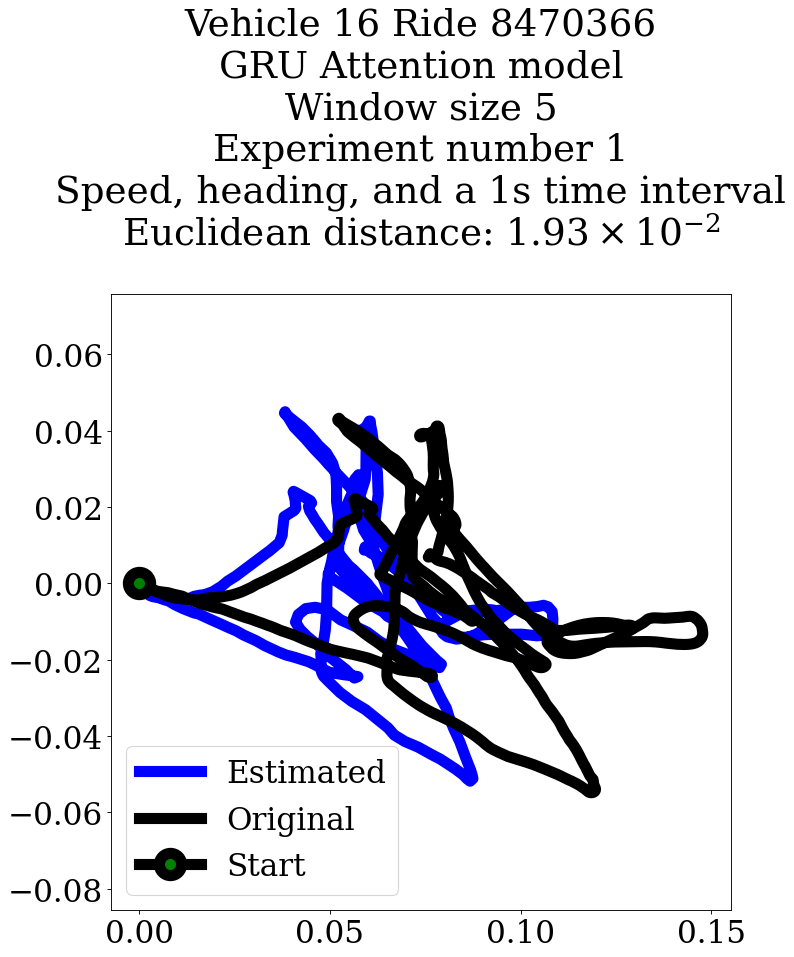 Vehicle 16 Ride 8470366
GRU Attention model
Window size 5
Experiment number 1
Speed, heading, and a 1s time interval
Euclidean distance: 1.93 × 10⁻²
0.06
0.04
0.02
0.00
−0.02
−0.04
−0.06
−0.08
Estimated
Original
Start
0.00 0.05 0.10 0.15